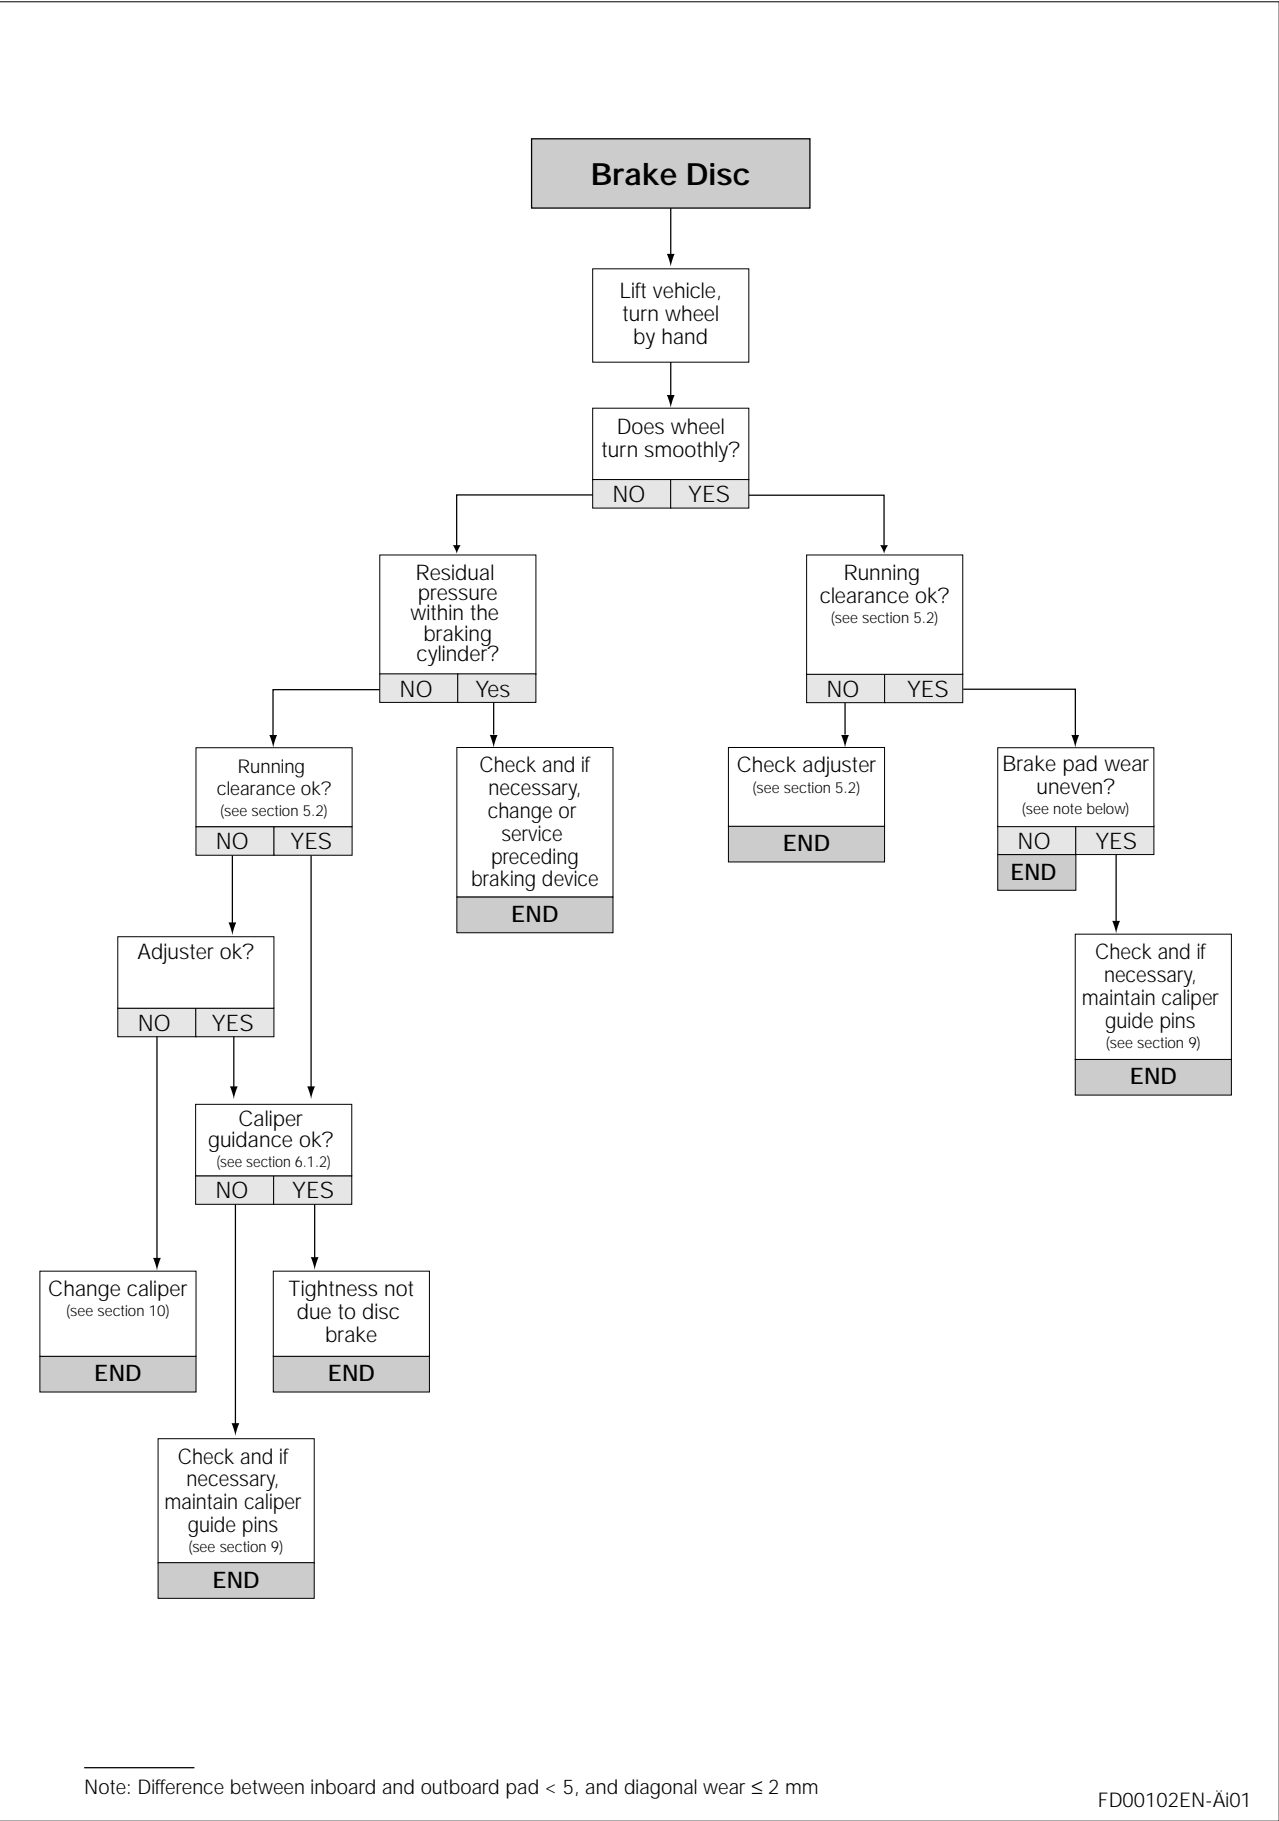 Brake Disc
Lift vehicle,
turn wheel
by hand
Does wheel
turn smoothly?
NO YES
Residual
pressure
within the
braking
cylinder?
NO Yes
Running
clearance ok?
(see section 5.2)
NO YES
Running
clearance ok?
(see section 5.2)
NO YES
Check and if
necessary,
change or
service
preceding
braking device
END
Check adjuster
(see section 5.2)
END
Brake pad wear
uneven?
(see note below)
NO YES
END
Adjuster ok?
NO YES
Check and if
necessary,
maintain caliper
guide pins
(see section 9)
END
Caliper
guidance ok?
(see section 6.1.2)
NO YES
Change caliper
(see section 10)
END
Tightness not
due to disc
brake
END
Check and if
necessary,
maintain caliper
guide pins
(see section 9)
END
Note: Difference between inboard and outboard pad < 5, and diagonal wear ≤ 2 mm
FD00102EN-Äi01